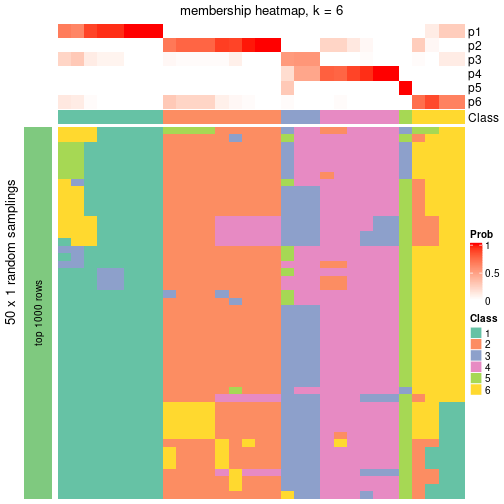 membership heatmap, k = 6
p1
p2
p3
p4
p5
p6
Class
50 x 1 random samplings
top 1000 rows
Prob
1
0.5
0
Class
1
2
3
4
5
6